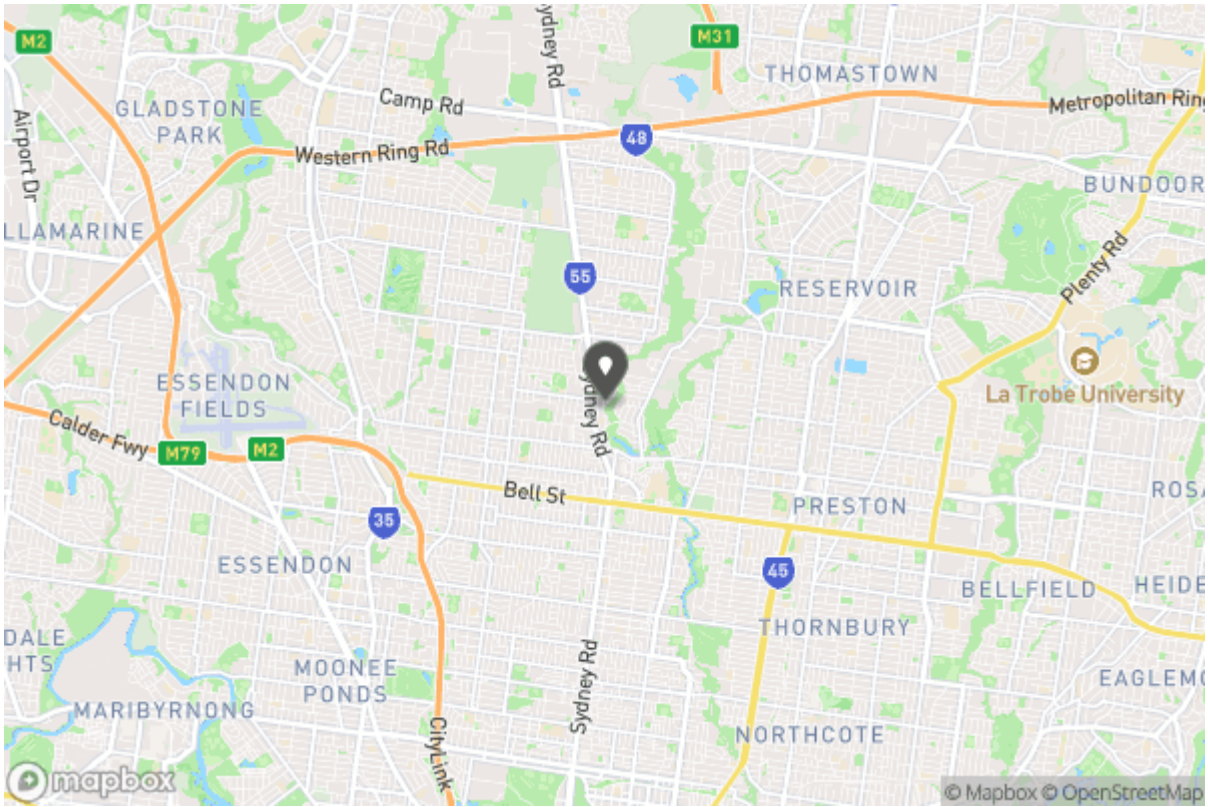 M2
Sydney Rd
M31
THOMASTOWN
Camp Rd
Metropolitan Ring
GLADSTONE
PARK
Airport Dr
48
Western Ring Rd
BUNDOOR
LLAMARINE
Plenty Rd
55
RESERVOIR
ESSENDON
FIELDS
La Trobe University
Calder Fwy
M79
M2
ydney Rd
Bell St
35
PRESTON
ROSA
ESSENDON
45
BELLFIELD
HEIDE
THORNBURY
DALE
HTS
MOONEE
PONDS
Sydney Rd
EAGLEMO
MARIBYRNONG
CityLink
NORTHCOTE
mapbox
© Mapbox © OpenStreetMap